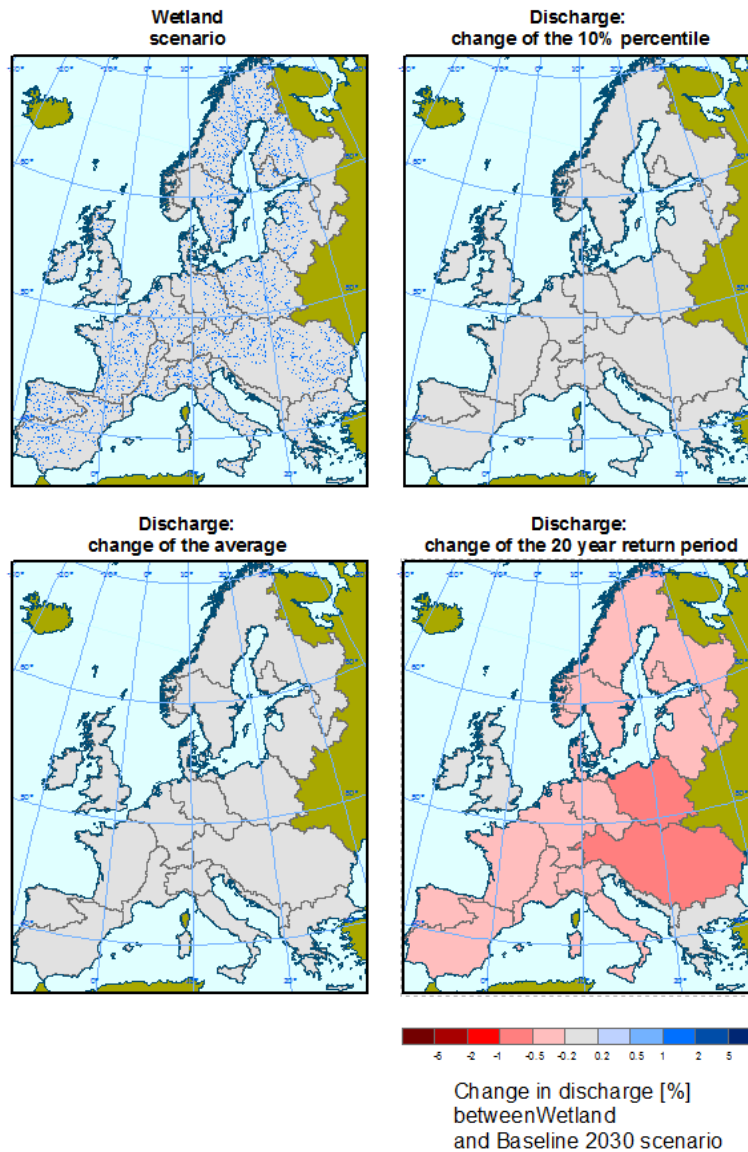 Wetland
scenario
Discharge:
change of the 10% percentile
Discharge:
change of the average
Discharge:
change of the 20 year return period
-5 -2 -1 -0.5 -0.2 0.2 0.5 1 2 5
Change in discharge [%]
betweenWetland
and Baseline 2030 scenario